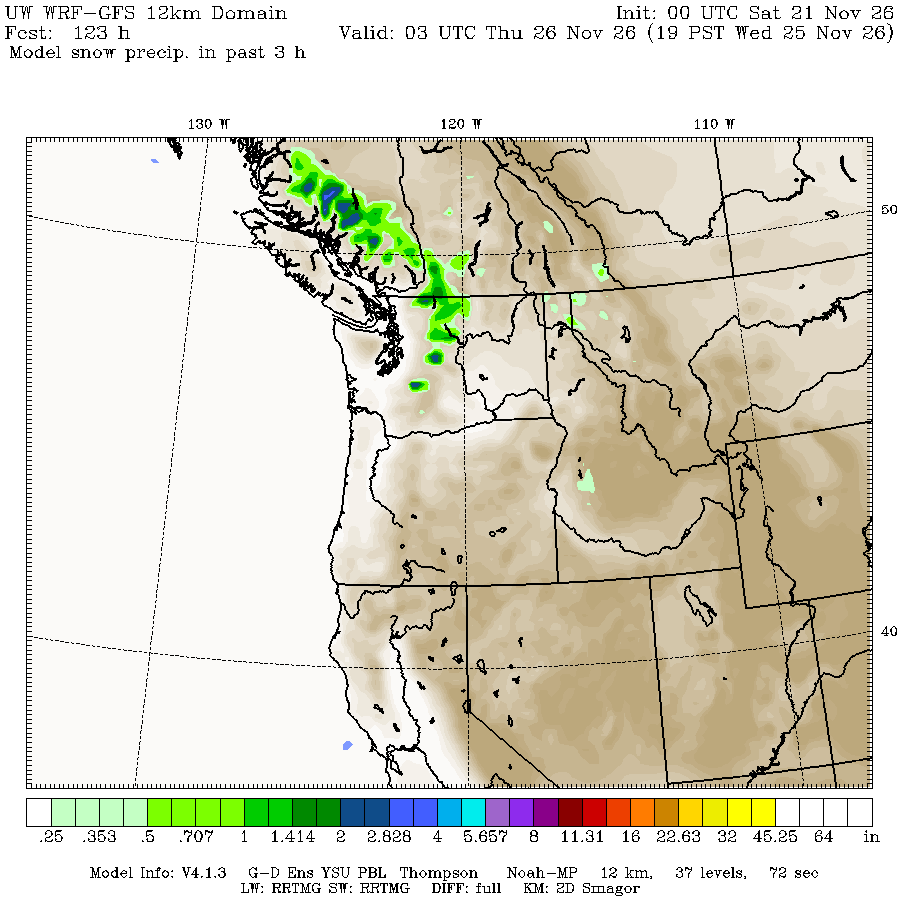 UW WRF-GFS 12km Domain Init: 00 UTC Sat 21 Nov 26
Fcst: 123 h Valid: 03 UTC Thu 26 Nov 26 (19 PST Wed 25 Nov 26)
Model snow precip. in past 3 h
130 W 120 W 110 W
50
40
.25 .353 .5 .707 1 1.414 2 2.828 4 5.657 8 11.31 16 22.63 32 45.25 64 in
Model Info: V4.1.3 G-D Ens YSU PBL Thompson Noah-MP 12 km, 37 levels, 72 sec
LW: RRTMG SW: RRTMG DIFF: full KM: 2D Smagor